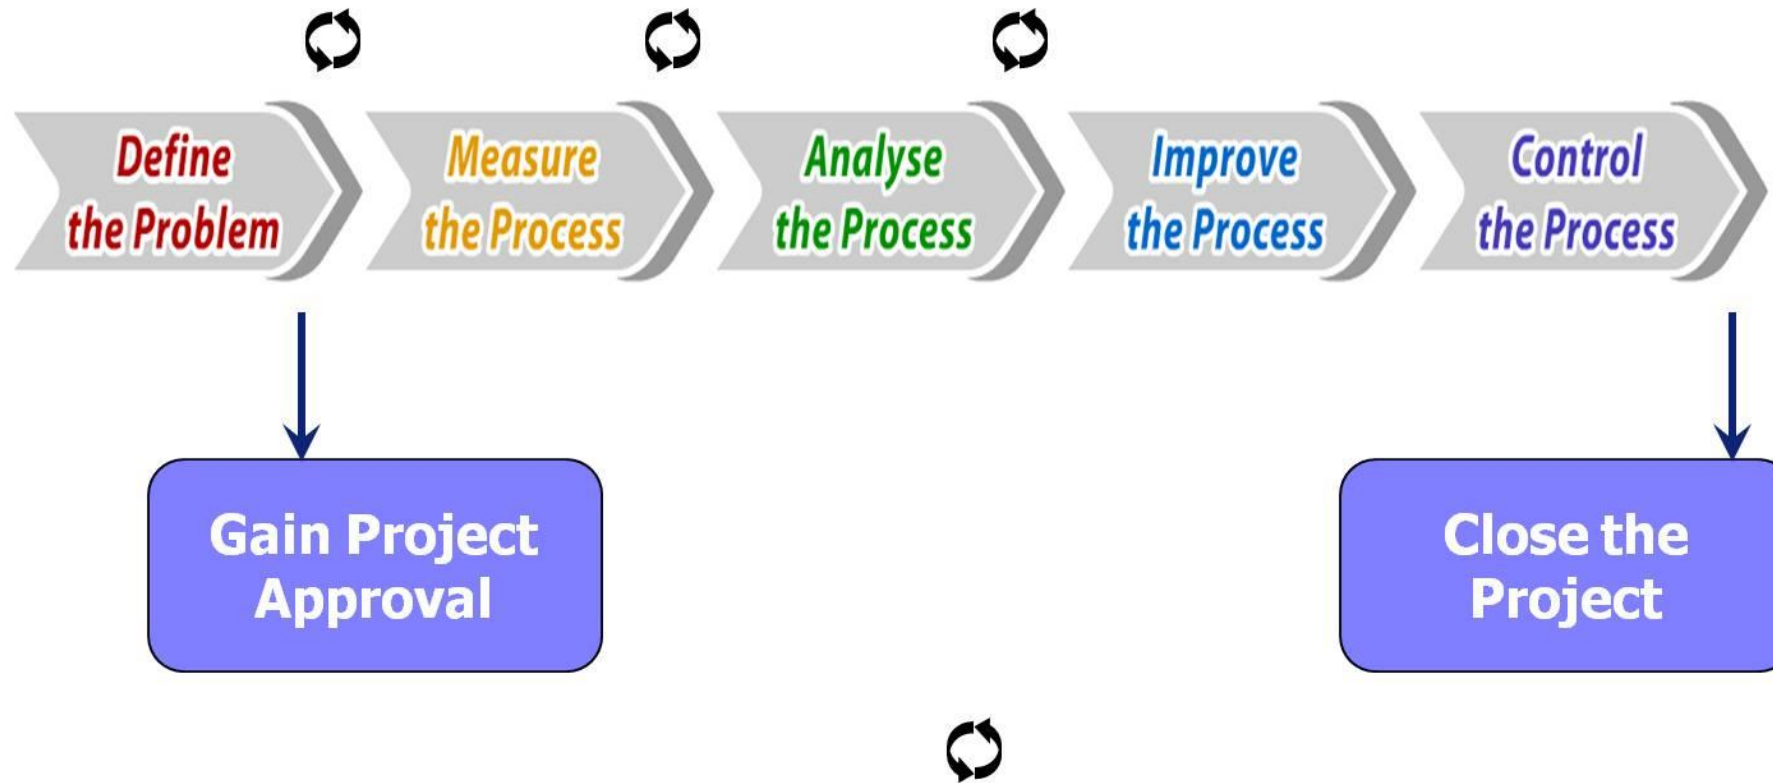 Define
the Problem
Measure
the Process
Analyse
the Process
Improve
the Process
Control
the Process
Gain Project
Approval
Close the
Project